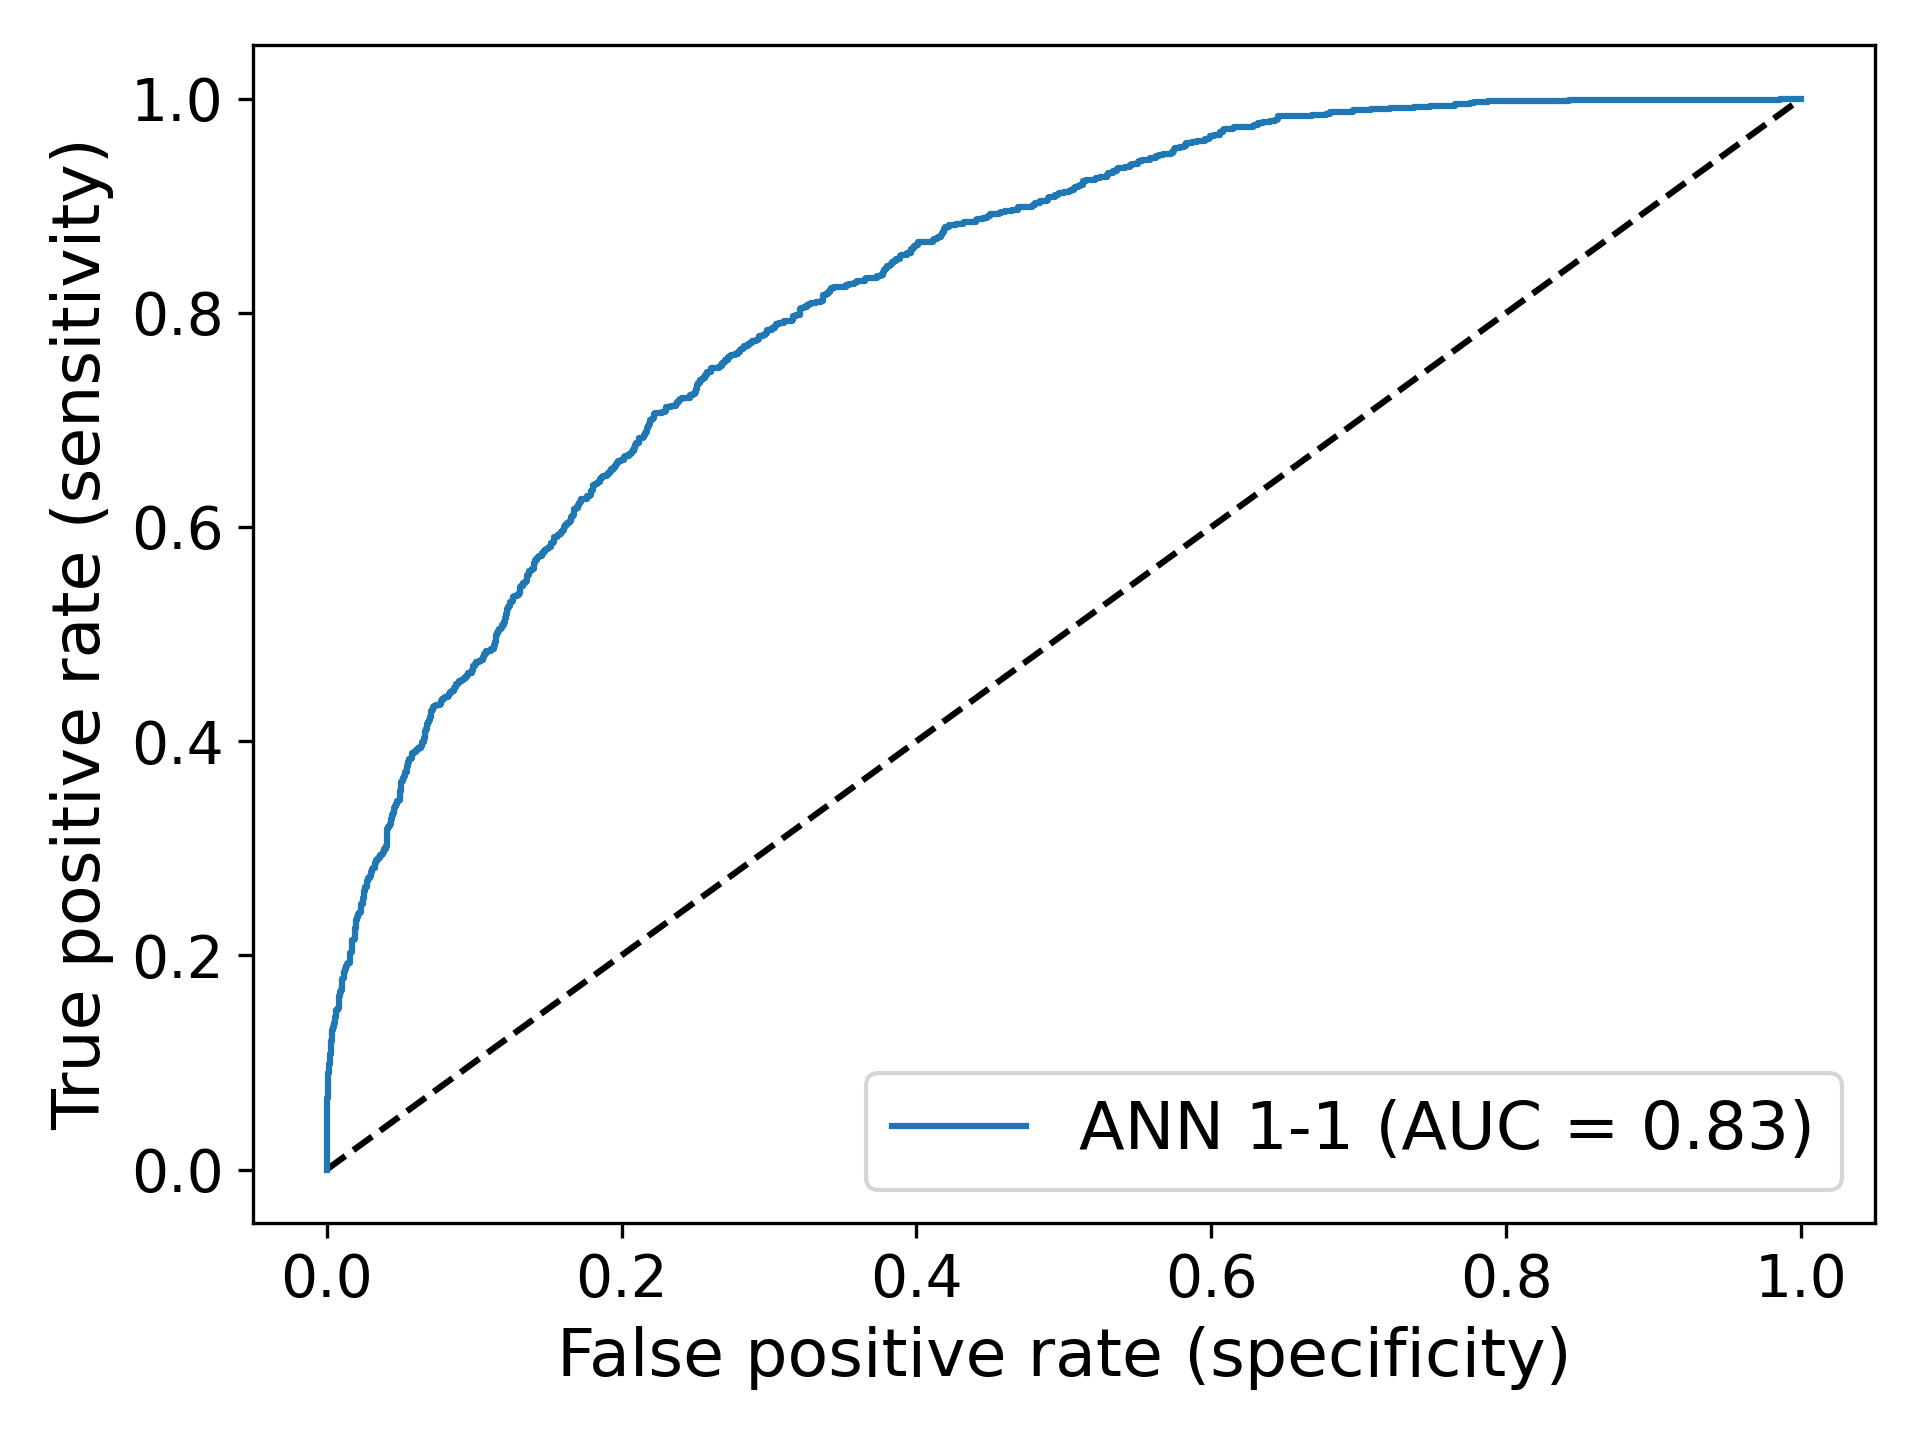 True positive rate (sensitivity)
1.0
0.8
0.6
0.4
0.2
0.0
ANN 1-1 (AUC = 0.83)
0.0 0.2 0.4 0.6 0.8 1.0
False positive rate (specificity)